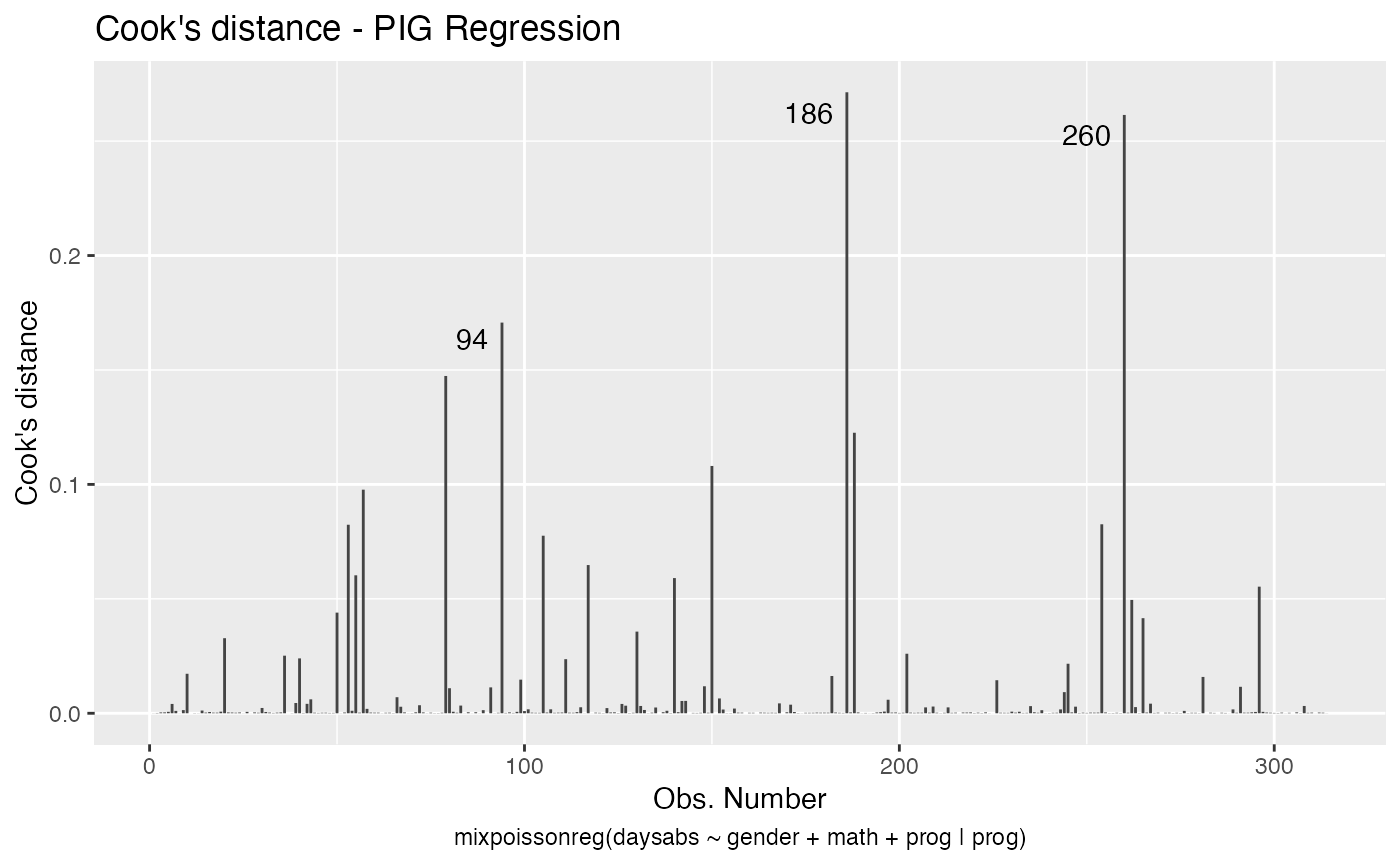 Cook's distance - PIG Regression
186
260
0.2
94
Cook's distance
0.1
0.0
0 100 200 300
Obs. Number
mixpoissonreg(daysabs ~ gender + math + prog | prog)